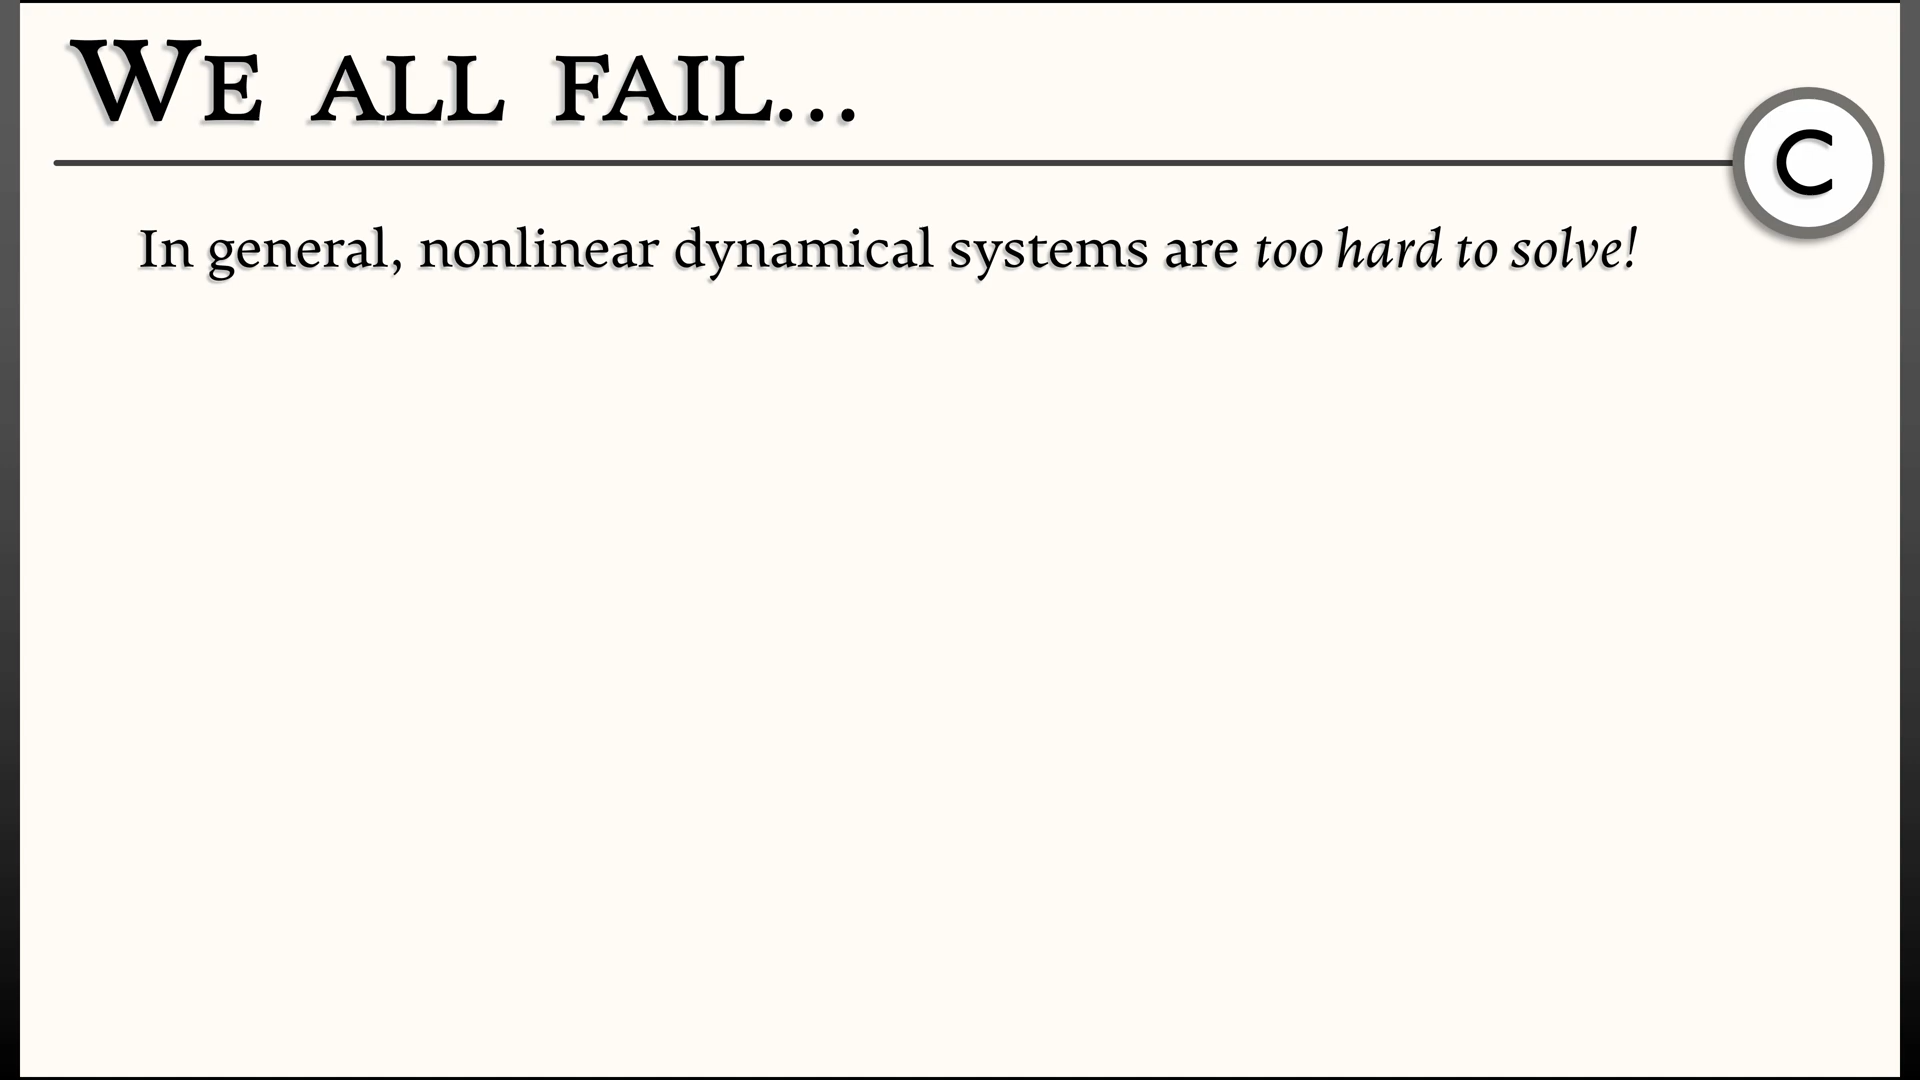 We all fail...
C
In general, nonlinear dynamical systems are too hard to solve!